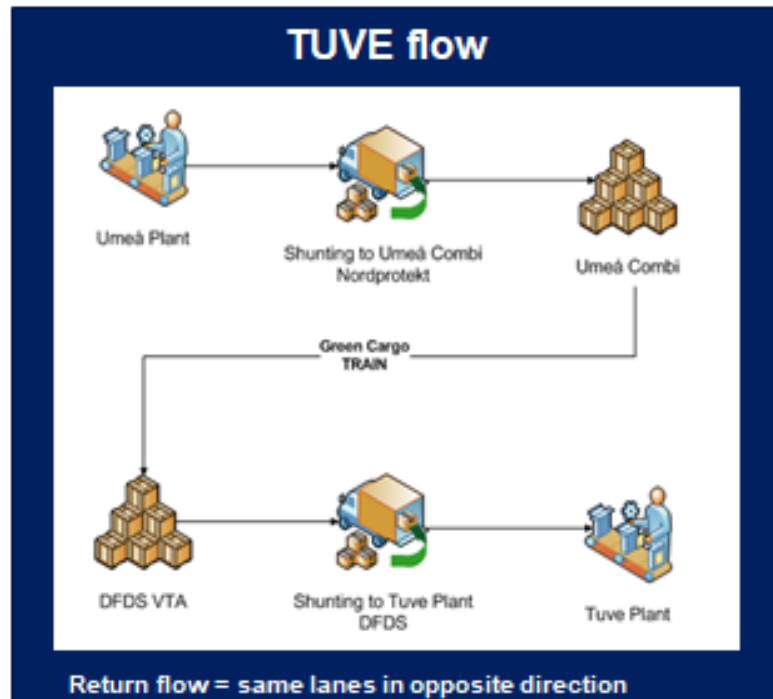 TUVE flow
Umeå Plant
Shunting to Umeå Combi
Nordprotekt
Umeå Combi
Green Cargo
TRAIN
DFDS VTA
Shunting to Tuve Plant
DFDS
Tuve Plant
Return flow = same lanes in opposite direction